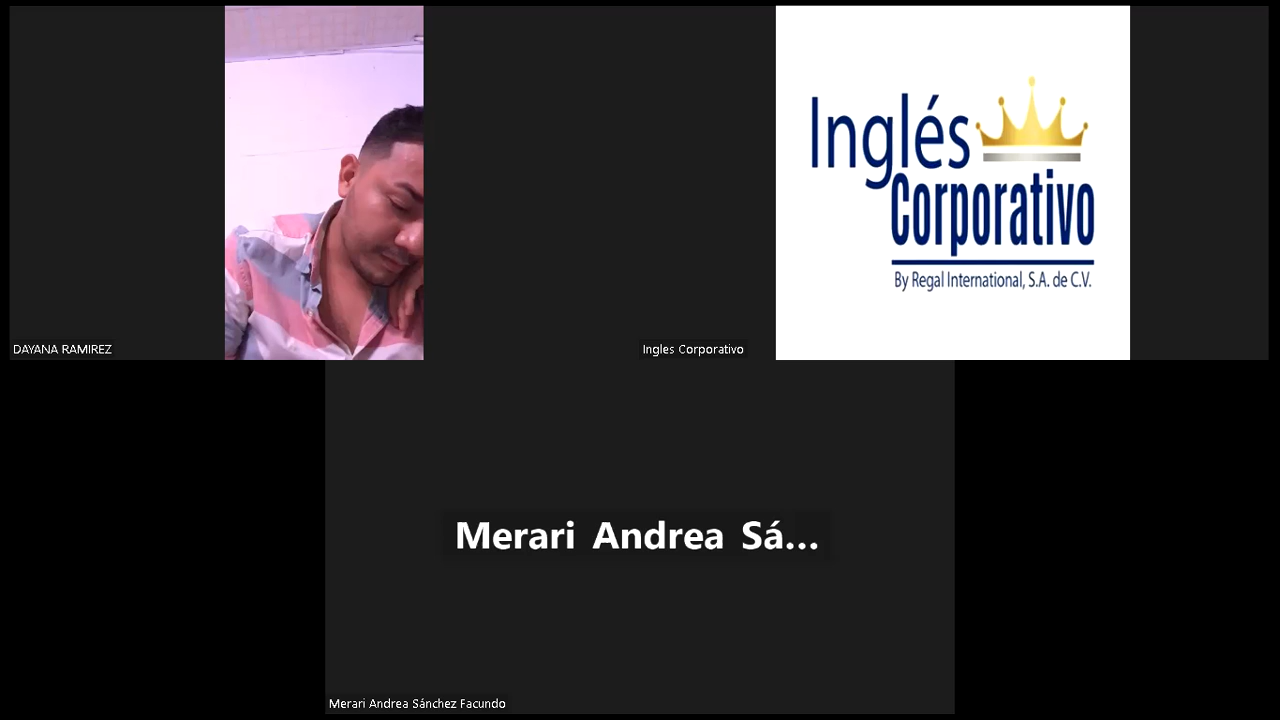 Inglés
Corporativo
By Regal International, S.A. de C.V.
DAYANA RAMIREZ
Ingles Corporativo
Merari Andrea Sá...
Merari Andrea Sánchez Facundo